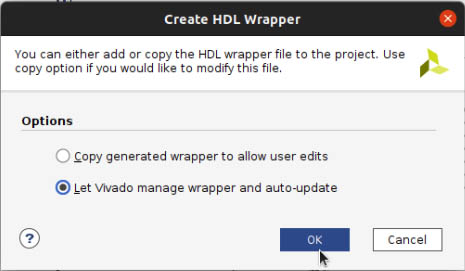 Create HDL Wrapper
You can either add or copy the HDL wrapper file to the project. Use
copy option if you would like to modify this file.
Options
Copy generated wrapper to allow user edits
Let Vivado manage wrapper and auto-update
?
OK
Cancel